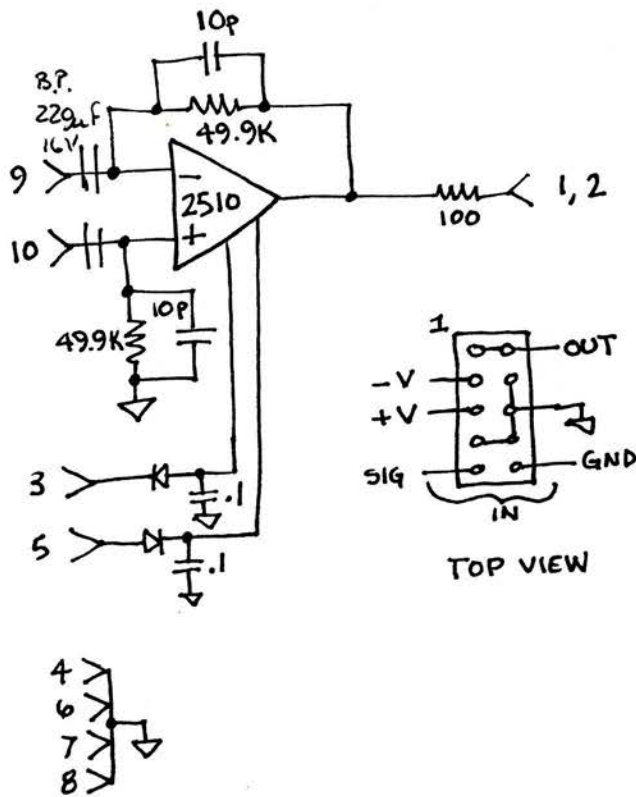 10p
B.P.
220µF
16V
49.9K
9
-
2510
+
10
1, 2
100
10p
49.9K
3
.1
5
.1
4
6
7
8
1
OUT
-V
+V
SIG
GND
IN
TOP VIEW